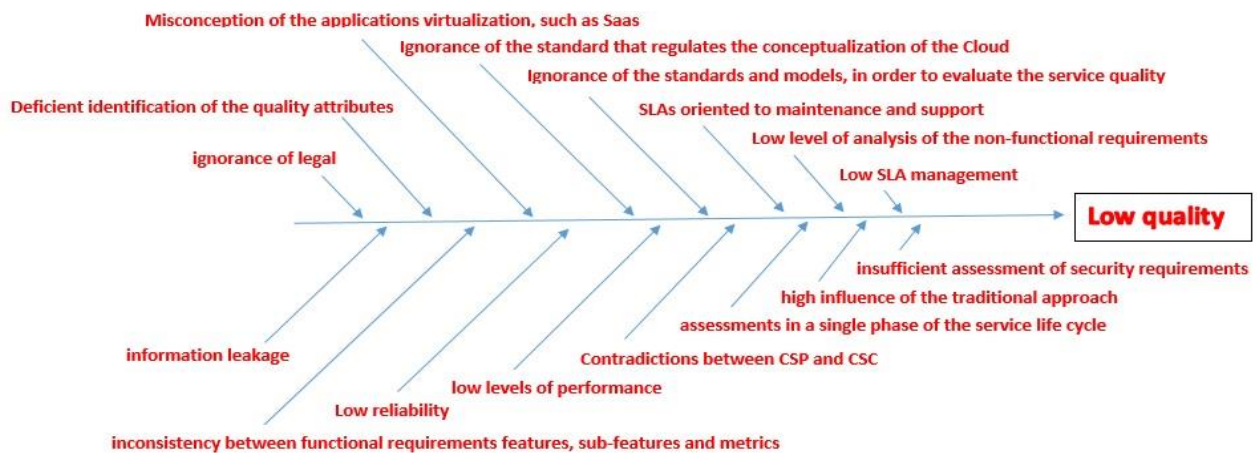 Misconception of the applications virtualization, such as Saas
Ignorance of the standard that regulates the conceptualization of the Cloud
Ignorance of the standards and models, in order to evaluate the service quality
Deficient identification of the quality attributes
SLAs oriented to maintenance and support
Low level of analysis of the non-functional requirements
ignorance of legal
Low SLA management
Low quality
insufficient assessment of security requirements
high influence of the traditional approach
assessments in a single phase of the service life cycle
information leakage
Contradictions between CSP and CSC
low levels of performance
Low reliability
inconsistency between functional requirements features, sub-features and metrics